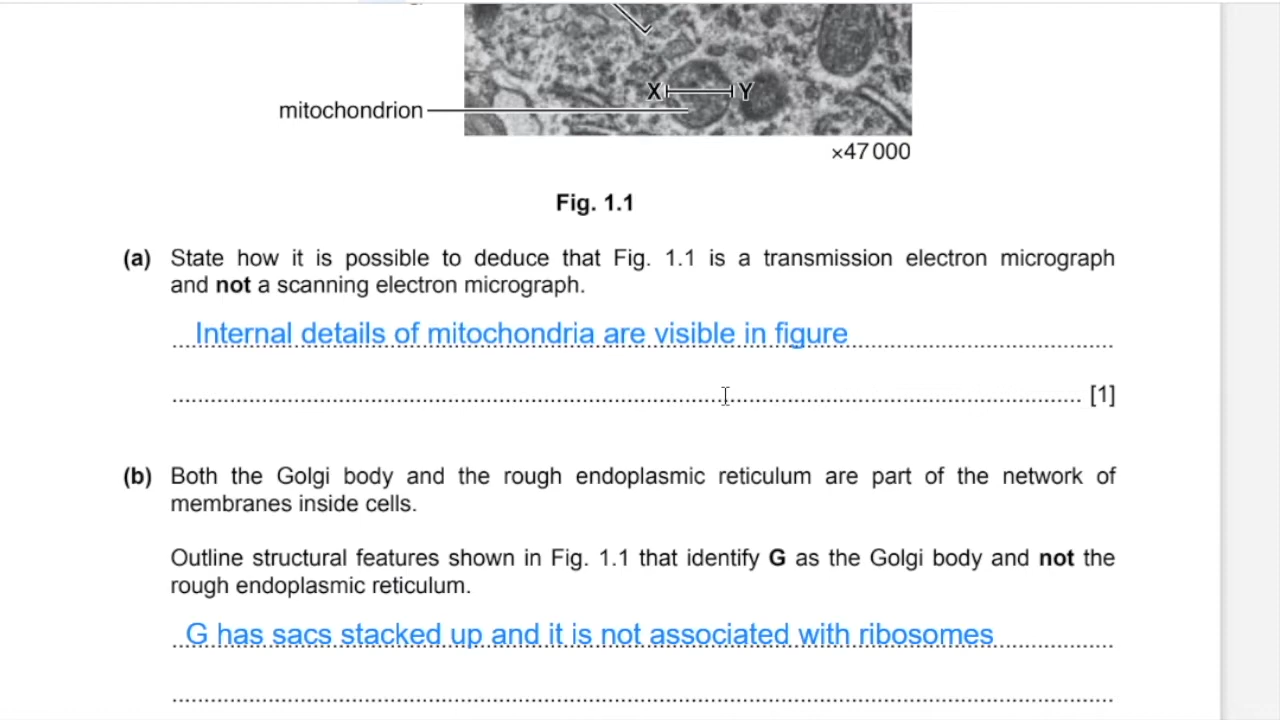 X Y
mitochondrion
×47 000
Fig. 1.1
(a) State how it is possible to deduce that Fig. 1.1 is a transmission electron micrograph
and not a scanning electron micrograph.
Internal details of mitochondria are visible in figure
[1]
(b) Both the Golgi body and the rough endoplasmic reticulum are part of the network of
membranes inside cells.
Outline structural features shown in Fig. 1.1 that identify G as the Golgi body and not the
rough endoplasmic reticulum.
G has sacs stacked up and it is not associated with ribosomes